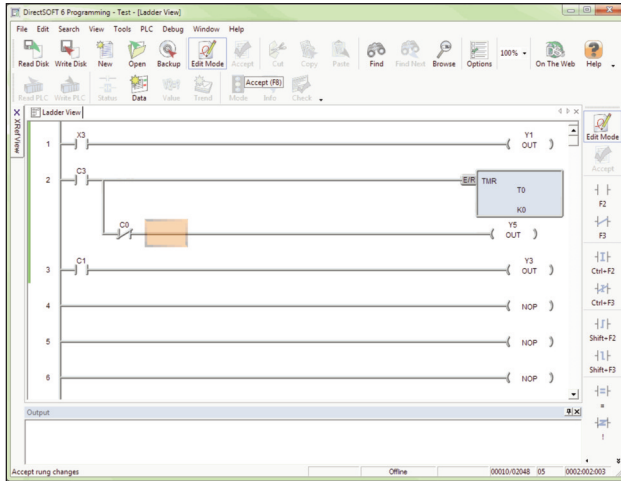 DirectSOFT 6 Programming - Test - [Ladder View]
File Edit Search View Tools PLC Debug Window Help
Read Disk Write Disk New Open Backup Edit Mode Accept Cut Copy Paste Find Find Next Browse Options 100% On The Web Help
Read PLC Write PLC Status Data Value Trend Mode Info Check
Accept (F8)
XRefView
Ladder View
1 X3 Y1
OUT
2 C3 E/R TMR
T0
K0
C0 Y5
OUT
3 C1 Y3
OUT
4 NOP
5 NOP
6 NOP
Edit Mode
Accept
F2
F3
Ctrl+F2
Ctrl+F3
Shift+F2
Shift+F3
=
!
Output
Accept rung changes Offline 00010/02048 05 0002:002:003